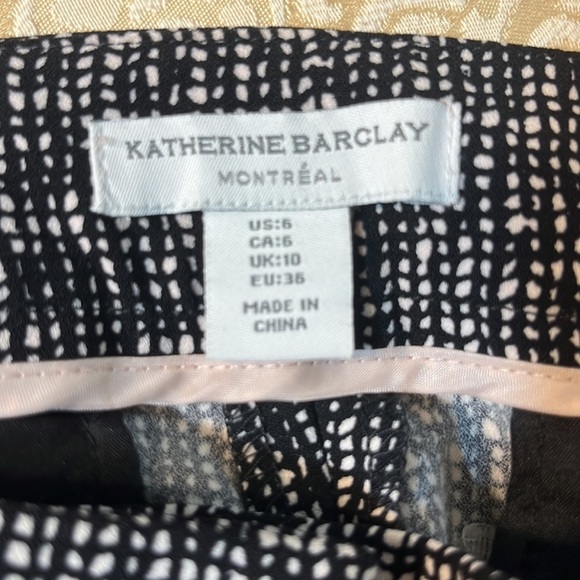 KATHERINE BARCLAY
MONTRÉAL
US:6
CA:6
UK:10
EU:36
MADE IN
CHINA